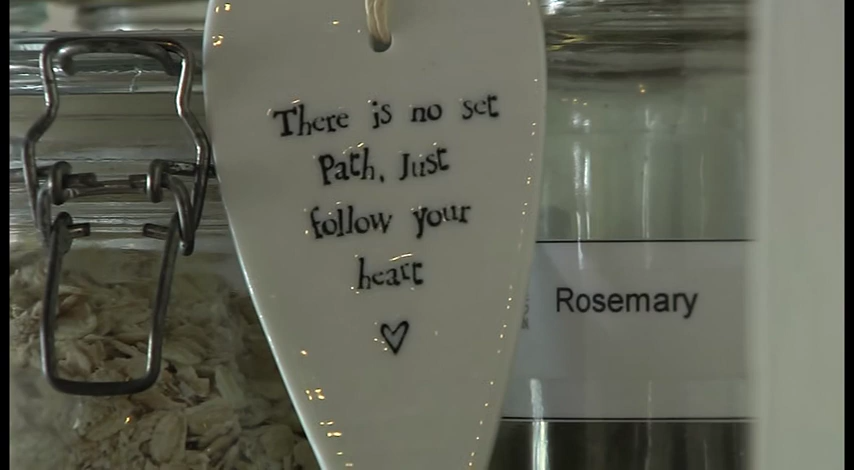 There is no set
Path, Just
follow your
heart
Rosemary